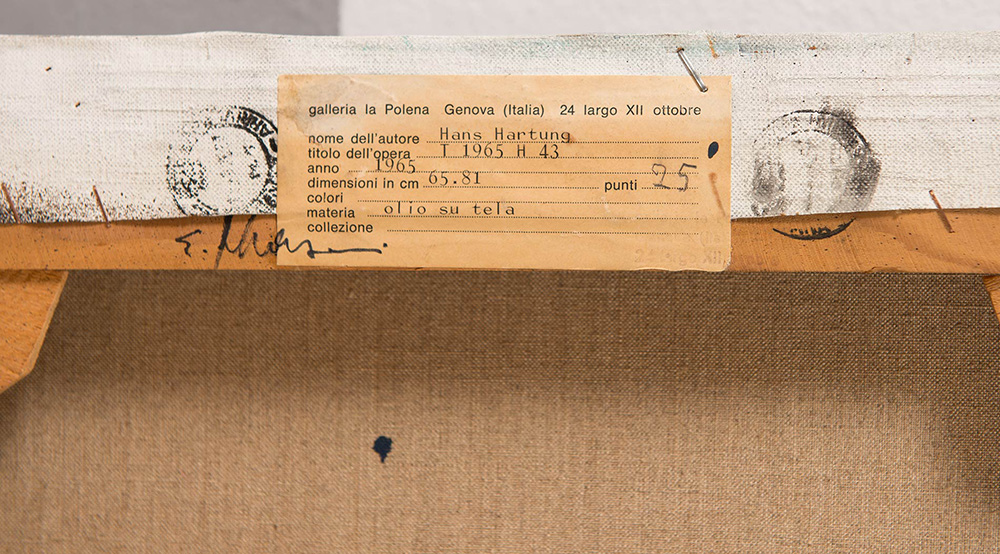 galleria la Polena Genova (Italia) 24 largo XII ottobre
nome dell'autore Hans Hartung
titolo dell'opera T 1965 H 43
anno 1965
dimensioni in cm 65.81 punti 25
colori
materia olio su tela
collezione